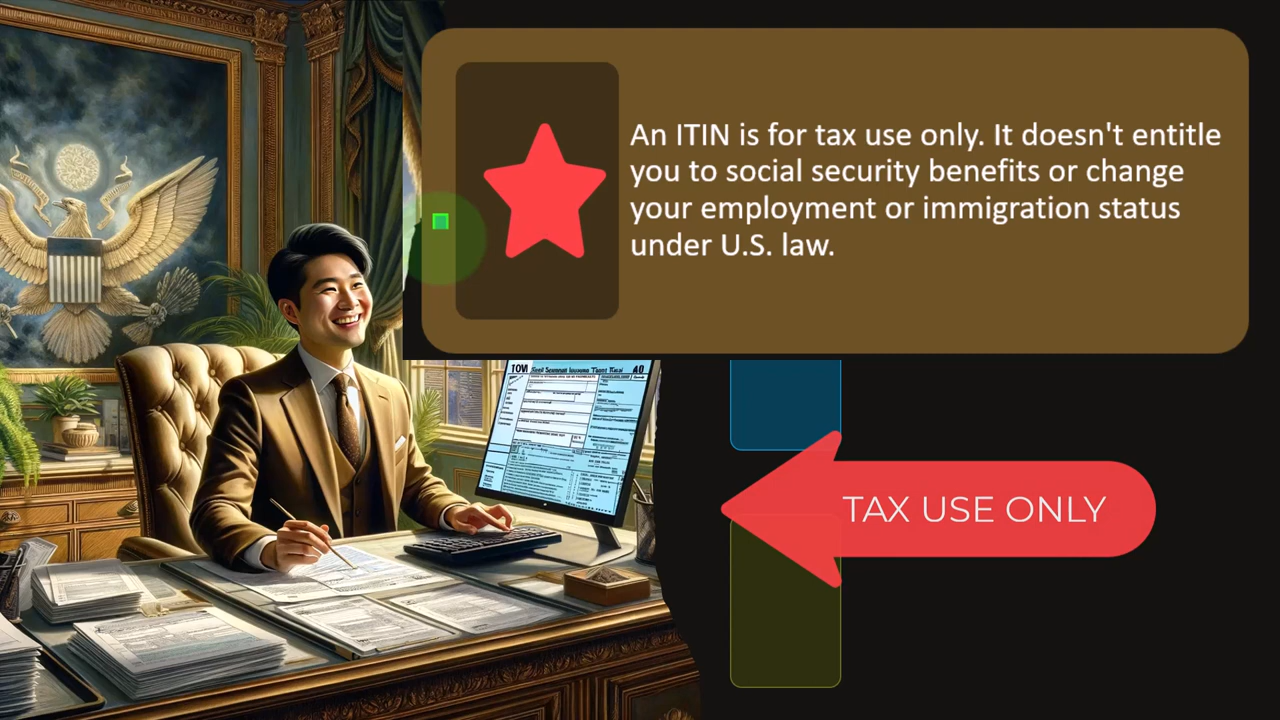 An ITIN is for tax use only. It doesn't entitle
you to social security benefits or change
your employment or immigration status
under U.S. law.
TAX USE ONLY